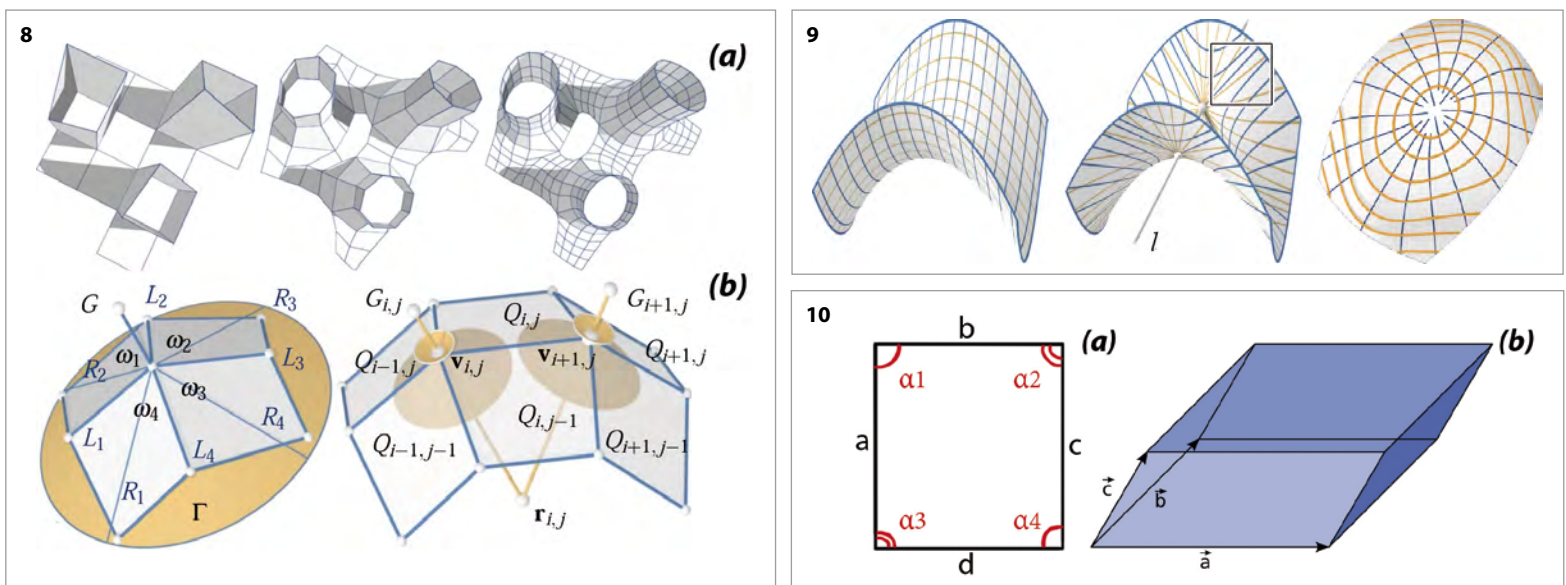 8
(a)
(b)
G
L2
R3
ω1
ω2
R2
L3
ω3
ω4
R4
L1
L4
R1
Γ
Gi,j
Gi+1,j
Qi,j
Qi−1,j
vi,j
vi+1,j
Qi+1,j
Qi−1,j−1
Qi,j−1
Qi+1,j−1
ri,j
9
l
10
b
(a)
(b)
α1
α2
a
c
α3
α4
d
c⃗
b⃗
a⃗